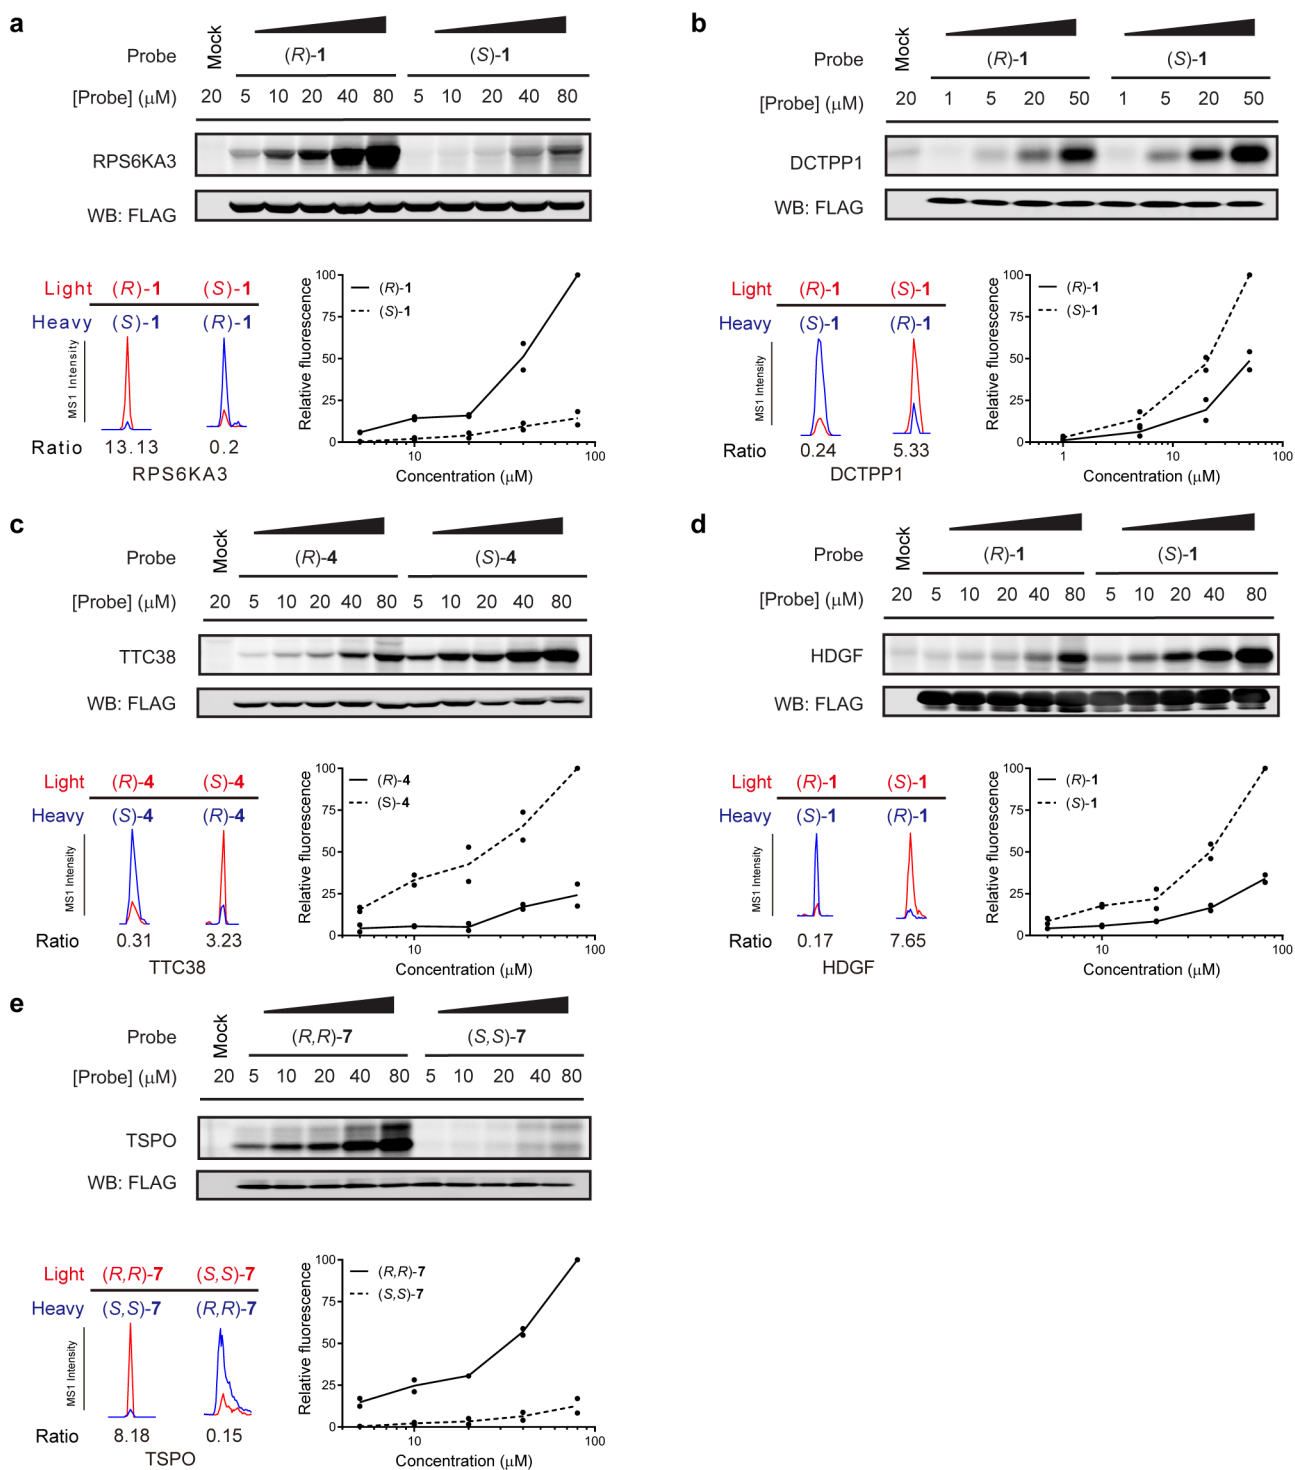 a
Mock
Probe (R)-1 (S)-1
[Probe] (μM) 20 5 10 20 40 80 5 10 20 40 80
RPS6KA3
WB: FLAG
Light (R)-1 (S)-1
Heavy (S)-1 (R)-1
MS1 Intensity
Ratio 13.13 0.2
RPS6KA3
Relative fluorescence
100
75
50
25
0
(R)-1
(S)-1
10 100
Concentration (μM)
b
Mock
Probe (R)-1 (S)-1
[Probe] (μM) 20 1 5 20 50 1 5 20 50
DCTPP1
WB: FLAG
Light (R)-1 (S)-1
Heavy (S)-1 (R)-1
MS1 Intensity
Ratio 0.24 5.33
DCTPP1
Relative fluorescence
100
75
50
25
0
(R)-1
(S)-1
1 10 100
Concentration (μM)
c
Mock
Probe (R)-4 (S)-4
[Probe] (μM) 20 5 10 20 40 80 5 10 20 40 80
TTC38
WB: FLAG
Light (R)-4 (S)-4
Heavy (S)-4 (R)-4
MS1 Intensity
Ratio 0.31 3.23
TTC38
Relative fluorescence
100
75
50
25
0
(R)-4
(S)-4
10 100
Concentration (μM)
d
Mock
Probe (R)-1 (S)-1
[Probe] (μM) 20 5 10 20 40 80 5 10 20 40 80
HDGF
WB: FLAG
Light (R)-1 (S)-1
Heavy (S)-1 (R)-1
MS1 Intensity
Ratio 0.17 7.65
HDGF
Relative fluorescence
100
75
50
25
0
(R)-1
(S)-1
10 100
Concentration (μM)
e
Mock
Probe (R,R)-7 (S,S)-7
[Probe] (μM) 20 5 10 20 40 80 5 10 20 40 80
TSPO
WB: FLAG
Light (R,R)-7 (S,S)-7
Heavy (S,S)-7 (R,R)-7
MS1 Intensity
Ratio 8.18 0.15
TSPO
Relative fluorescence
100
75
50
25
0
(R,R)-7
(S,S)-7
10 100
Concentration (μM)